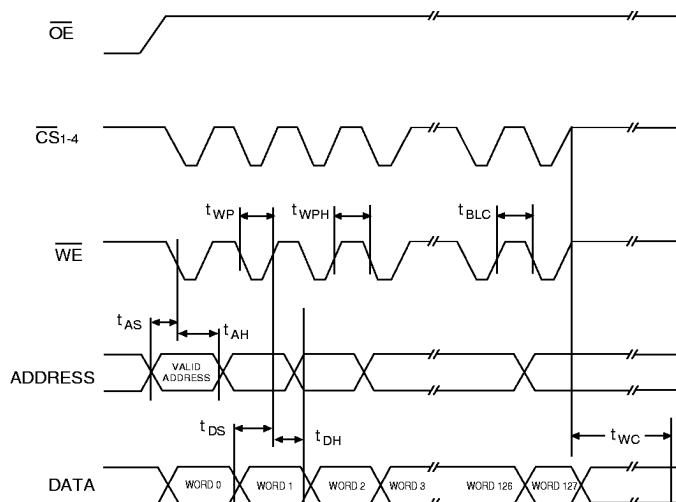 OE
CS1-4
tWP
tWPH
tBLC
WE
tAS
tAH
ADDRESS
VALID
ADDRESS
tDS
tDH
tWC
DATA
WORD 0
WORD 1
WORD 2
WORD 3
WORD 126
WORD 127